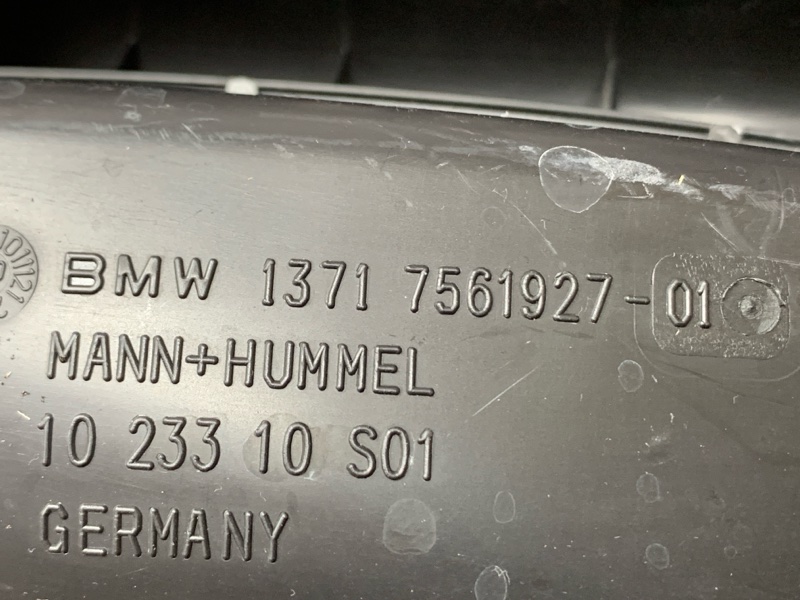 BMW 1371 7561927-01
MANN+HUMMEL
10 233 10 S01
GERMANY